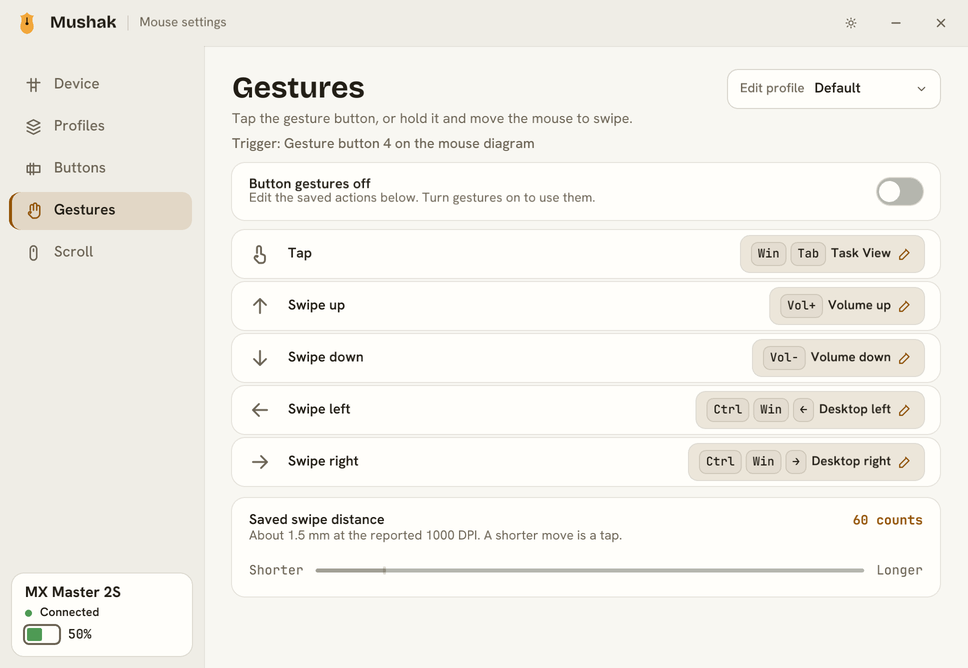 Mushak | Mouse settings
Device
Profiles
Buttons
Gestures
Scroll
MX Master 2S
Connected
50%
Gestures
Tap the gesture button, or hold it and move the mouse to swipe.
Trigger: Gesture button 4 on the mouse diagram
Edit profile Default
Button gestures off
Edit the saved actions below. Turn gestures on to use them.
Tap Win Tab Task View
Swipe up Vol+ Volume up
Swipe down Vol- Volume down
Swipe left Ctrl Win ← Desktop left
Swipe right Ctrl Win → Desktop right
Saved swipe distance 60 counts
About 1.5 mm at the reported 1000 DPI. A shorter move is a tap.
Shorter Longer